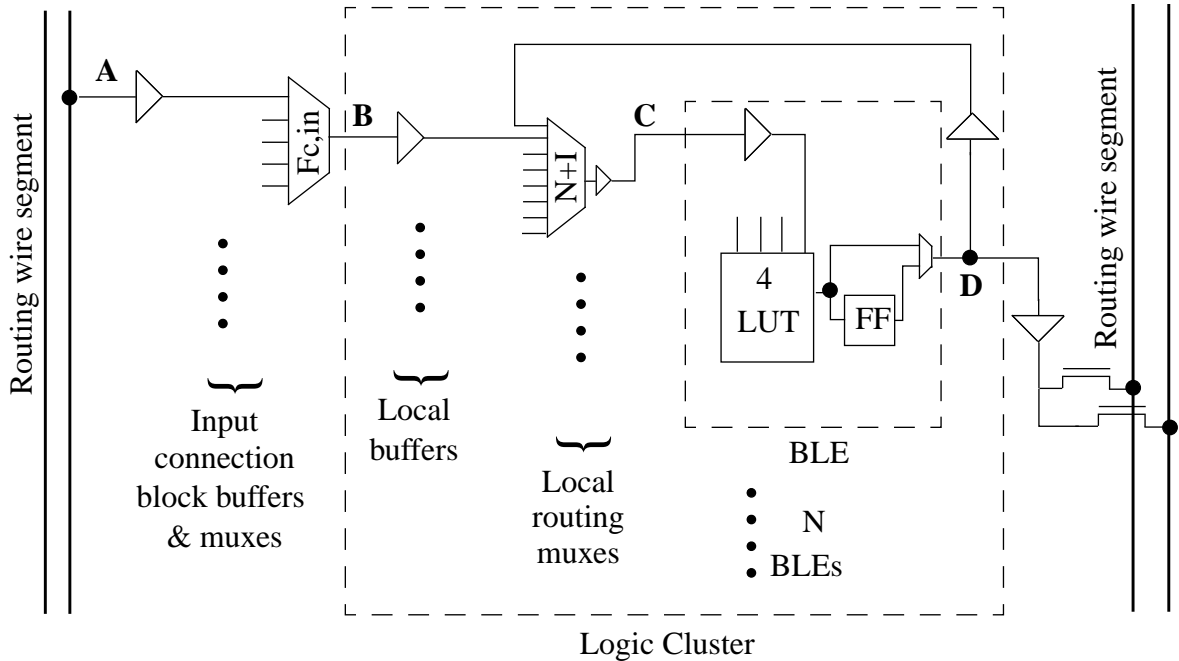 Routing wire segment
A
Fc,in
B
Input
connection
block buffers
& muxes
Local
buffers
N+I
Local
routing
muxes
C
4
LUT
FF
D
BLE
N
BLEs
Routing wire segment
Logic Cluster